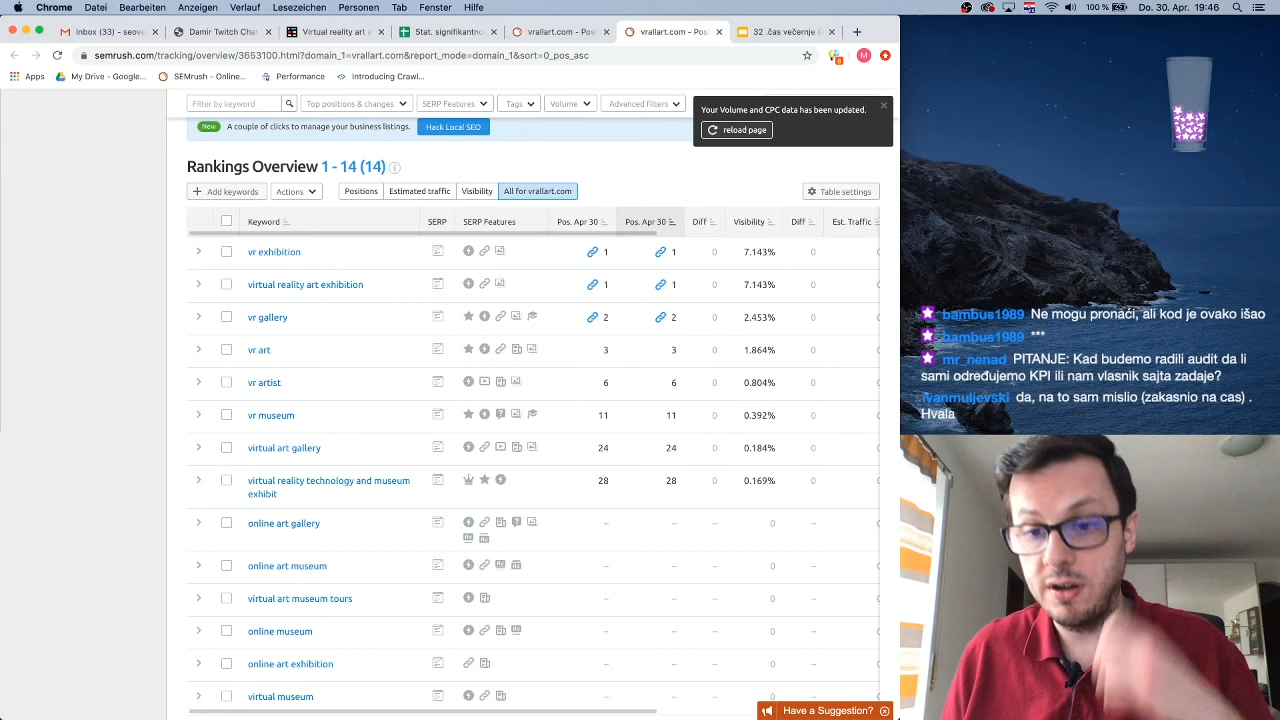 Chrome Datei Bearbeiten Anzeigen Verlauf Lesezeichen Personen Tab Fenster Hilfe
100 % Do. 30. Apr. 19:46
Inbox (33) - seove
Damir Twitch Chat
Virtual reality art e
Stat. signifikantno
vrallart.com - Posi
vrallart.com - Posi
semrush.com/tracking/overview/3653100.html?domain_1=vrallart.com&report_mode=domain_1&sort=0_pos_asc
M
Apps My Drive - Google... SEMrush - Online... Performance Introducing Crawl...
Filter by keyword Top positions & changes SERP Features Tags Volume Advanced filters
Your Volume and CPC data has been updated.
reload page
New A couple of clicks to manage your business listings. Hack Local SEO
Rankings Overview 1 - 14 (14)
Add keywords Actions Positions Estimated traffic Visibility All for vrallart.com Table settings
Keyword SERP SERP Features Pos. Apr 30 Pos. Apr 30 Diff Visibility Diff Est. Traffic
vr exhibition 1 1 0 7.143% 0
virtual reality art exhibition 1 1 0 7.143% 0
vr gallery 2 2 0 2.453% 0
vr art 3 3 0 1.864% 0
vr artist 6 6 0 0.804% 0
vr museum 11 11 0 0.392% 0
virtual art gallery 24 24 0 0.184% 0
virtual reality technology and museum 28 28 0 0.169% 0
exhibit
online art gallery – – 0
online art museum – – 0
virtual art museum tours – – 0
online museum – – 0
online art exhibition – – 0
virtual museum – – 0
Have a Suggestion?
bambus1989 Ne mogu pronaći, ali kod je ovako išao
bambus1989 ***
mr_nenad PITANJE: Kad budemo radili audit da li
sami određujemo KPI ili nam vlasnik sajta zadaje?
ivanmuljevski da, na to sam mislio (zakasnio na cas) .
Hvala